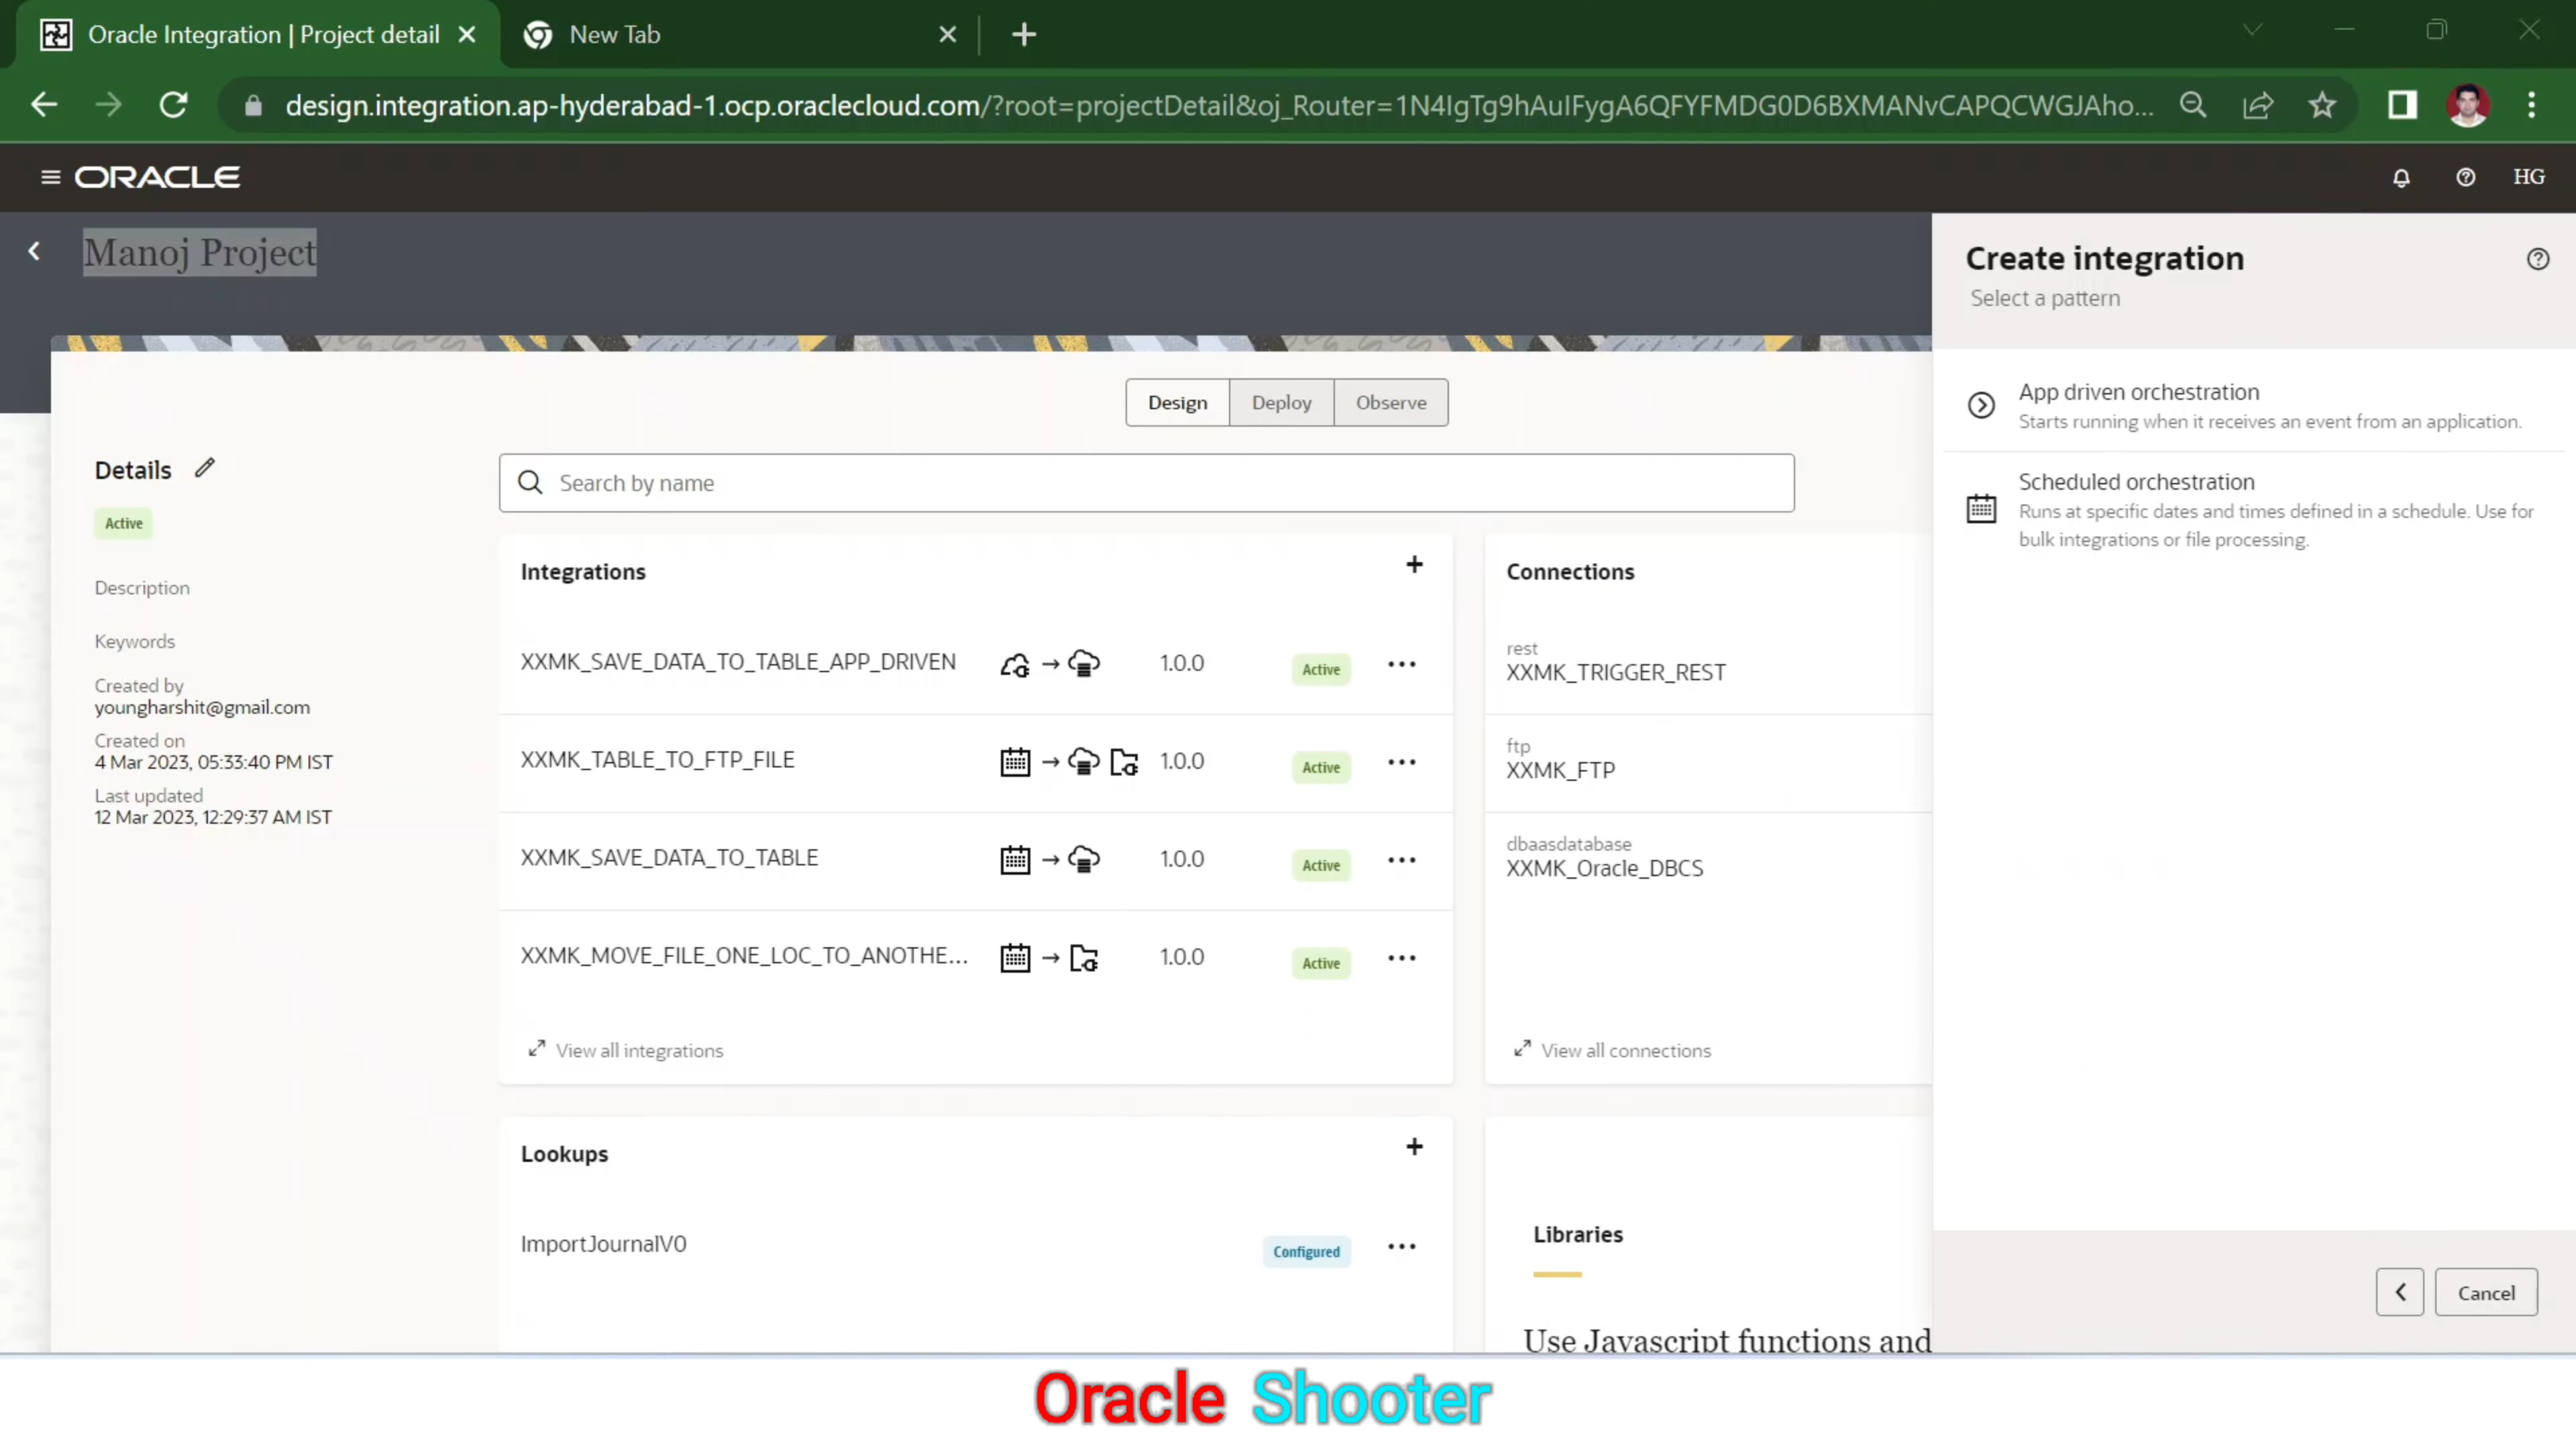 Oracle Integration | Project detail
New Tab
design.integration.ap-hyderabad-1.ocp.oraclecloud.com/?root=projectDetail&oj_Router=1N4IgTg9hAuIFygA6QFYFMDG0D6BXMANvCAPQCWGJAho...
ORACLE
HG
Manoj Project
Create integration
Select a pattern
App driven orchestration
Starts running when it receives an event from an application.
Scheduled orchestration
Runs at specific dates and times defined in a schedule. Use for
bulk integrations or file processing.
Design
Deploy
Observe
Details
Active
Description
Keywords
Created by
youngharshit@gmail.com
Created on
4 Mar 2023, 05:33:40 PM IST
Last updated
12 Mar 2023, 12:29:37 AM IST
Search by name
Integrations
XXMK_SAVE_DATA_TO_TABLE_APP_DRIVEN 1.0.0 Active
XXMK_TABLE_TO_FTP_FILE 1.0.0 Active
XXMK_SAVE_DATA_TO_TABLE 1.0.0 Active
XXMK_MOVE_FILE_ONE_LOC_TO_ANOTHE... 1.0.0 Active
View all integrations
Connections
rest
XXMK_TRIGGER_REST
ftp
XXMK_FTP
dbaasdatabase
XXMK_Oracle_DBCS
View all connections
Lookups
ImportJournalV0 Configured
Libraries
Use Javascript functions and
Cancel
Oracle Shooter